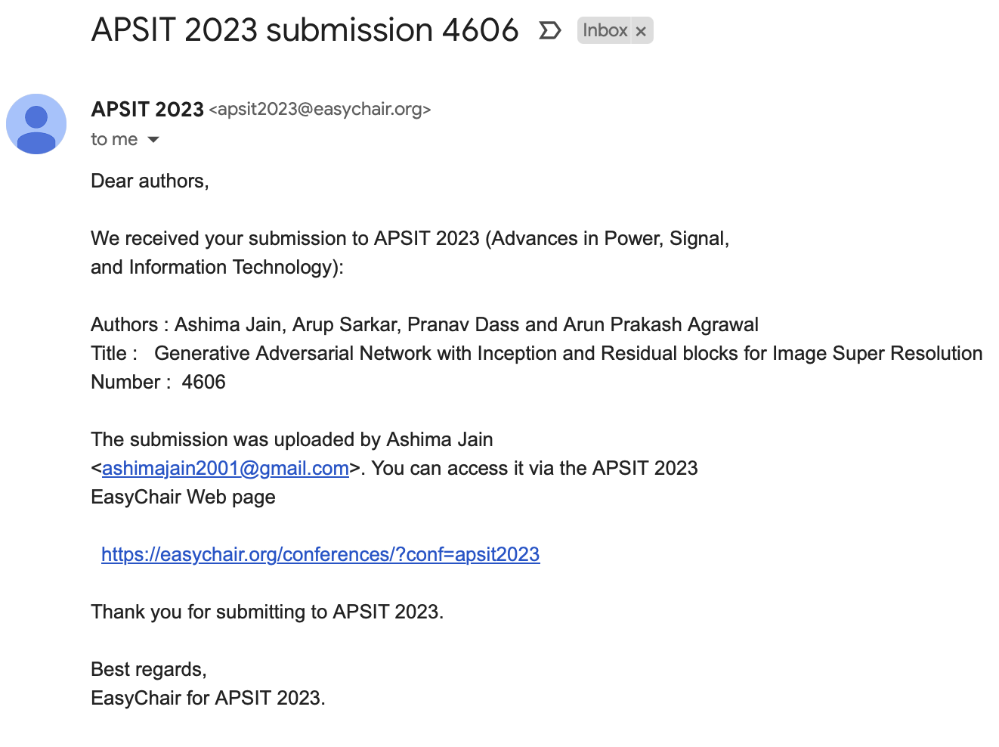 APSIT 2023 submission 4606 Inbox ×
APSIT 2023 <apsit2023@easychair.org>
to me
Dear authors,
We received your submission to APSIT 2023 (Advances in Power, Signal,
and Information Technology):
Authors : Ashima Jain, Arup Sarkar, Pranav Dass and Arun Prakash Agrawal
Title :   Generative Adversarial Network with Inception and Residual blocks for Image Super Resolution
Number :  4606
The submission was uploaded by Ashima Jain
<ashimajain2001@gmail.com>. You can access it via the APSIT 2023
EasyChair Web page
https://easychair.org/conferences/?conf=apsit2023
Thank you for submitting to APSIT 2023.
Best regards,
EasyChair for APSIT 2023.